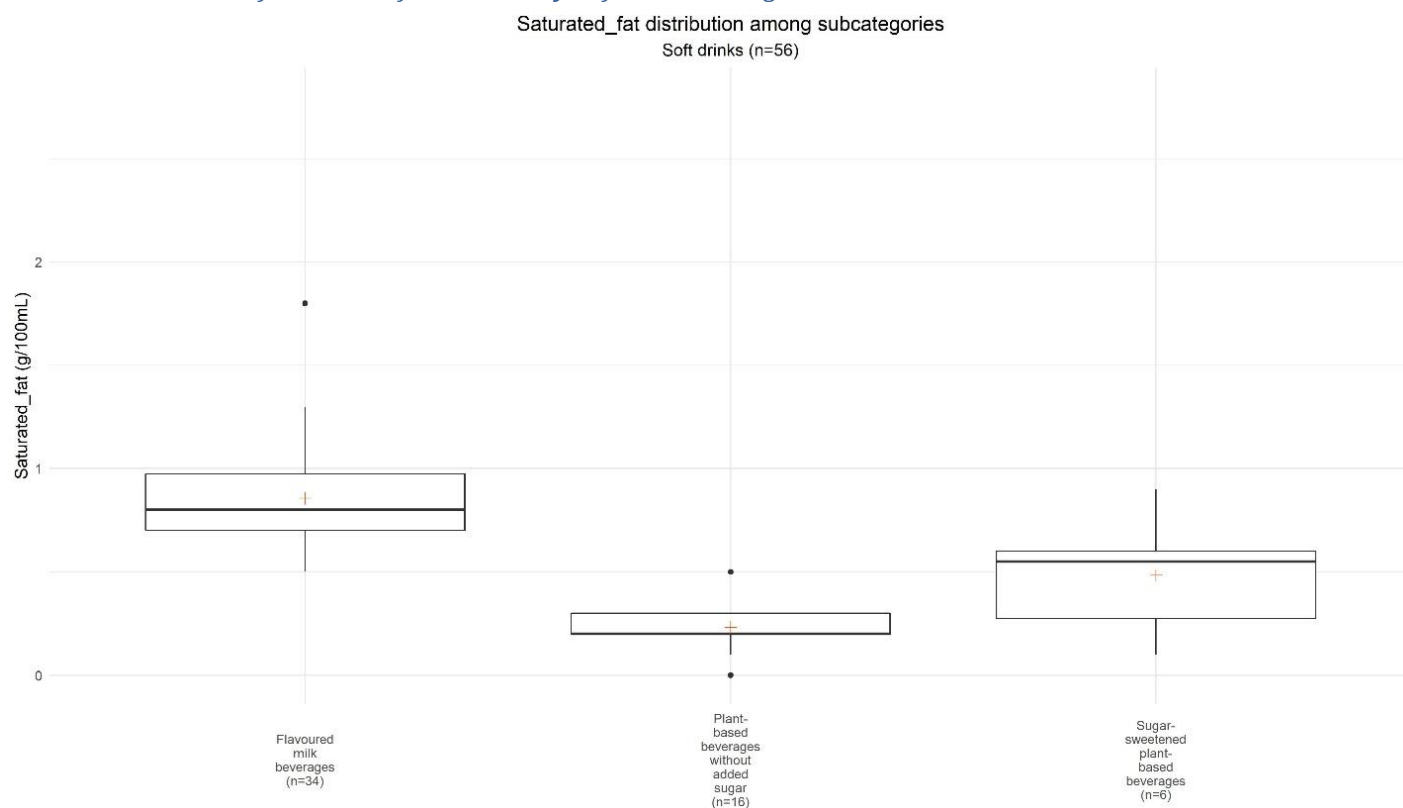 Saturated_fat distribution among subcategories
Soft drinks (n=56)
Saturated_fat (g/100mL)
2
1
0
Flavoured
milk
beverages
(n=34)
Plant-
based
beverages
without
added
sugar
(n=16)
Sugar-
sweetened
plant-
based
beverages
(n=6)